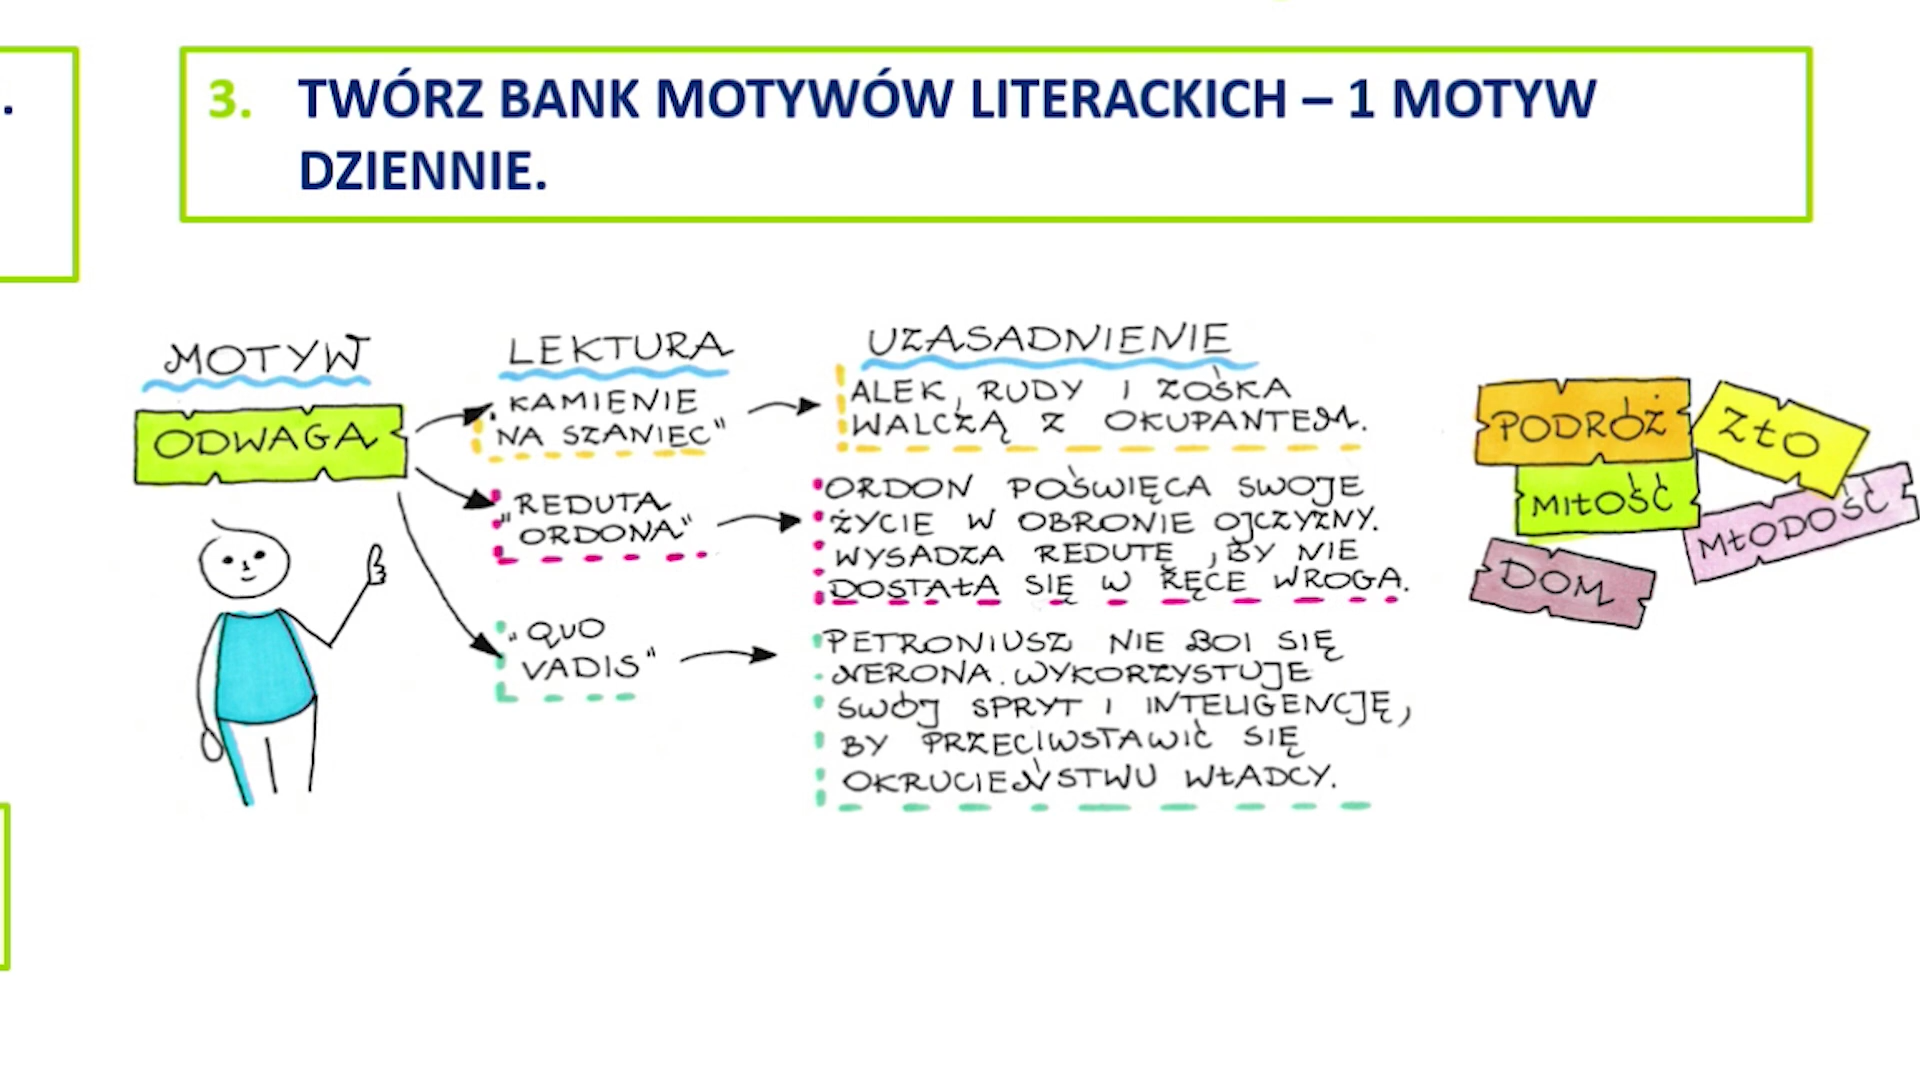 .
3. TWÓRZ BANK MOTYWÓW LITERACKICH – 1 MOTYW
DZIENNIE.
MOTYW
ODWAGA
LEKTURA
"KAMIENIE
NA SZANIEC"
"REDUTA
ORDONA"
"QUO
VADIS"
UZASADNIENIE
ALEK, RUDY I ZOŚKA
WALCZĄ Z OKUPANTEM.
ORDON POŚWIĘCA SWOJE
ŻYCIE W OBRONIE OJCZYZNY.
WYSADZA REDUTĘ, BY NIE
DOSTAŁA SIĘ W RĘCE WROGA.
PETRONIUSZ NIE BOI SIĘ
NERONA. WYKORZYSTUJE
SWÓJ SPRYT I INTELIGENCJĘ,
BY PRZECIWSTAWIĆ SIĘ
OKRUCIEŃSTWU WŁADCY.
PODRÓŻ
ZŁO
MIŁOŚĆ
MŁODOŚĆ
DOM